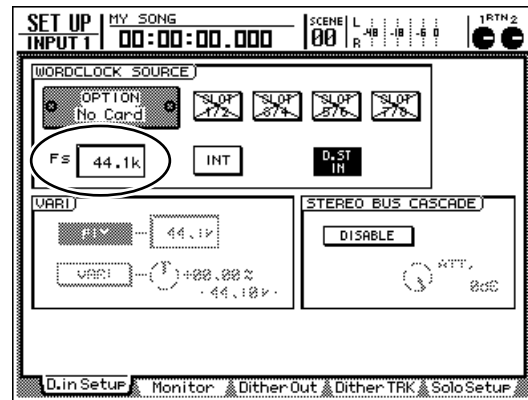 SET UP MY SONG SCENE L -48 -18 -6 0 1RTN2
INPUT 1 00:00:00.000 00 R
WORDCLOCK SOURCE
OPTION No Card SLOT 1/2 SLOT 3/4 SLOT 5/6 SLOT 7/8
Fs 44.1k INT D.ST IN
VARI STEREO BUS CASCADE
FIX 44.1k DISABLE
VARI +00.00% ATT.
44.10k 0dB
D.in Setup Monitor Dither Out Dither TRK Solo Setup